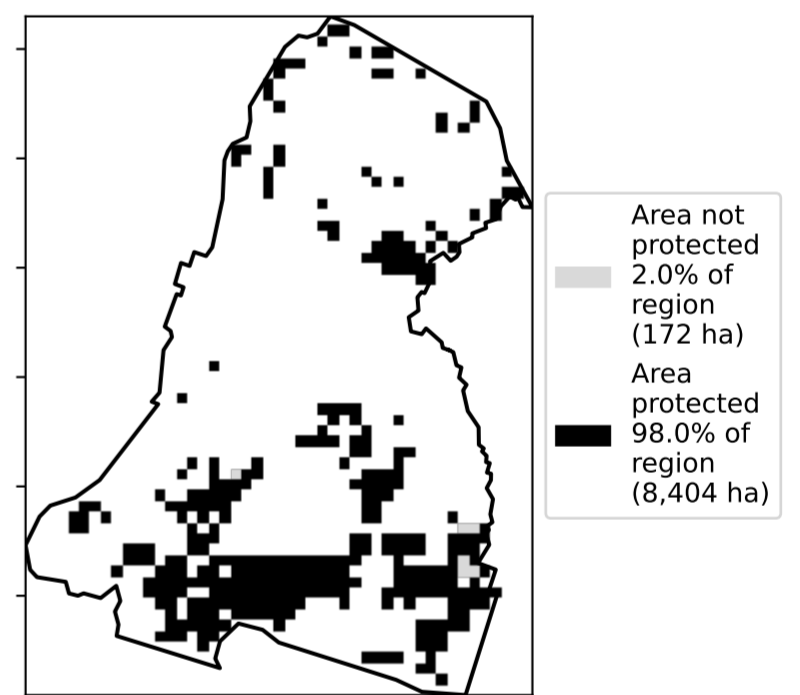 Area not
protected
2.0% of
region
(172 ha)
Area
protected
98.0% of
region
(8,404 ha)